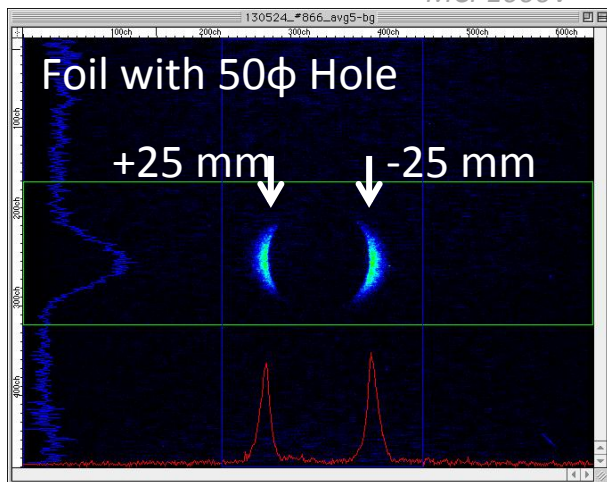 130524_#866_avg5-bg
100ch 200ch 400ch 500ch 600ch
Foil with 50ϕ Hole
+25 mm -25 mm
100ch
200ch
300ch
400ch